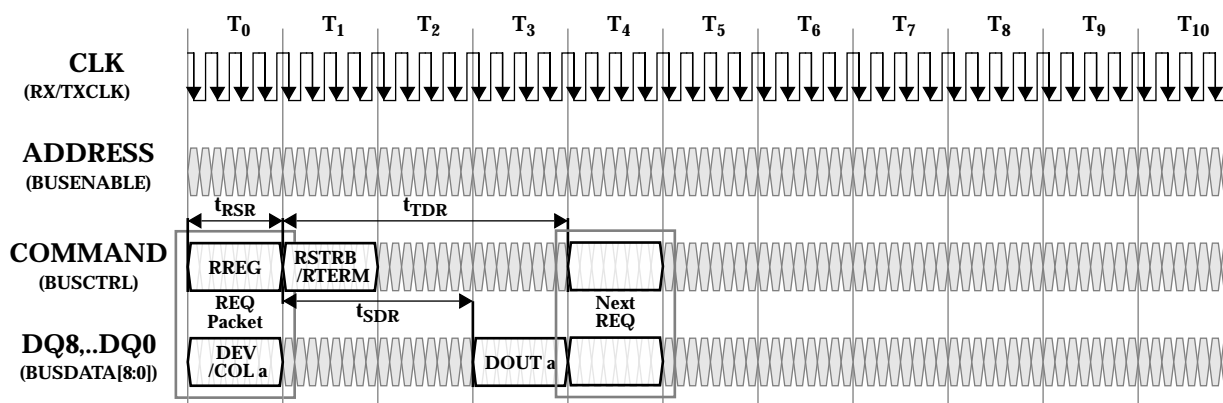 T0 T1 T2 T3 T4 T5 T6 T7 T8 T9 T10
CLK
(RX/TXCLK)
ADDRESS
(BUSENABLE)
tRSR tTDR
COMMAND
(BUSCTRL)
RREG
RSTRB
/RTERM
REQ
Packet
tSDR
Next
REQ
DQ8,..DQ0
(BUSDATA[8:0])
DEV
/COL a
DOUT a